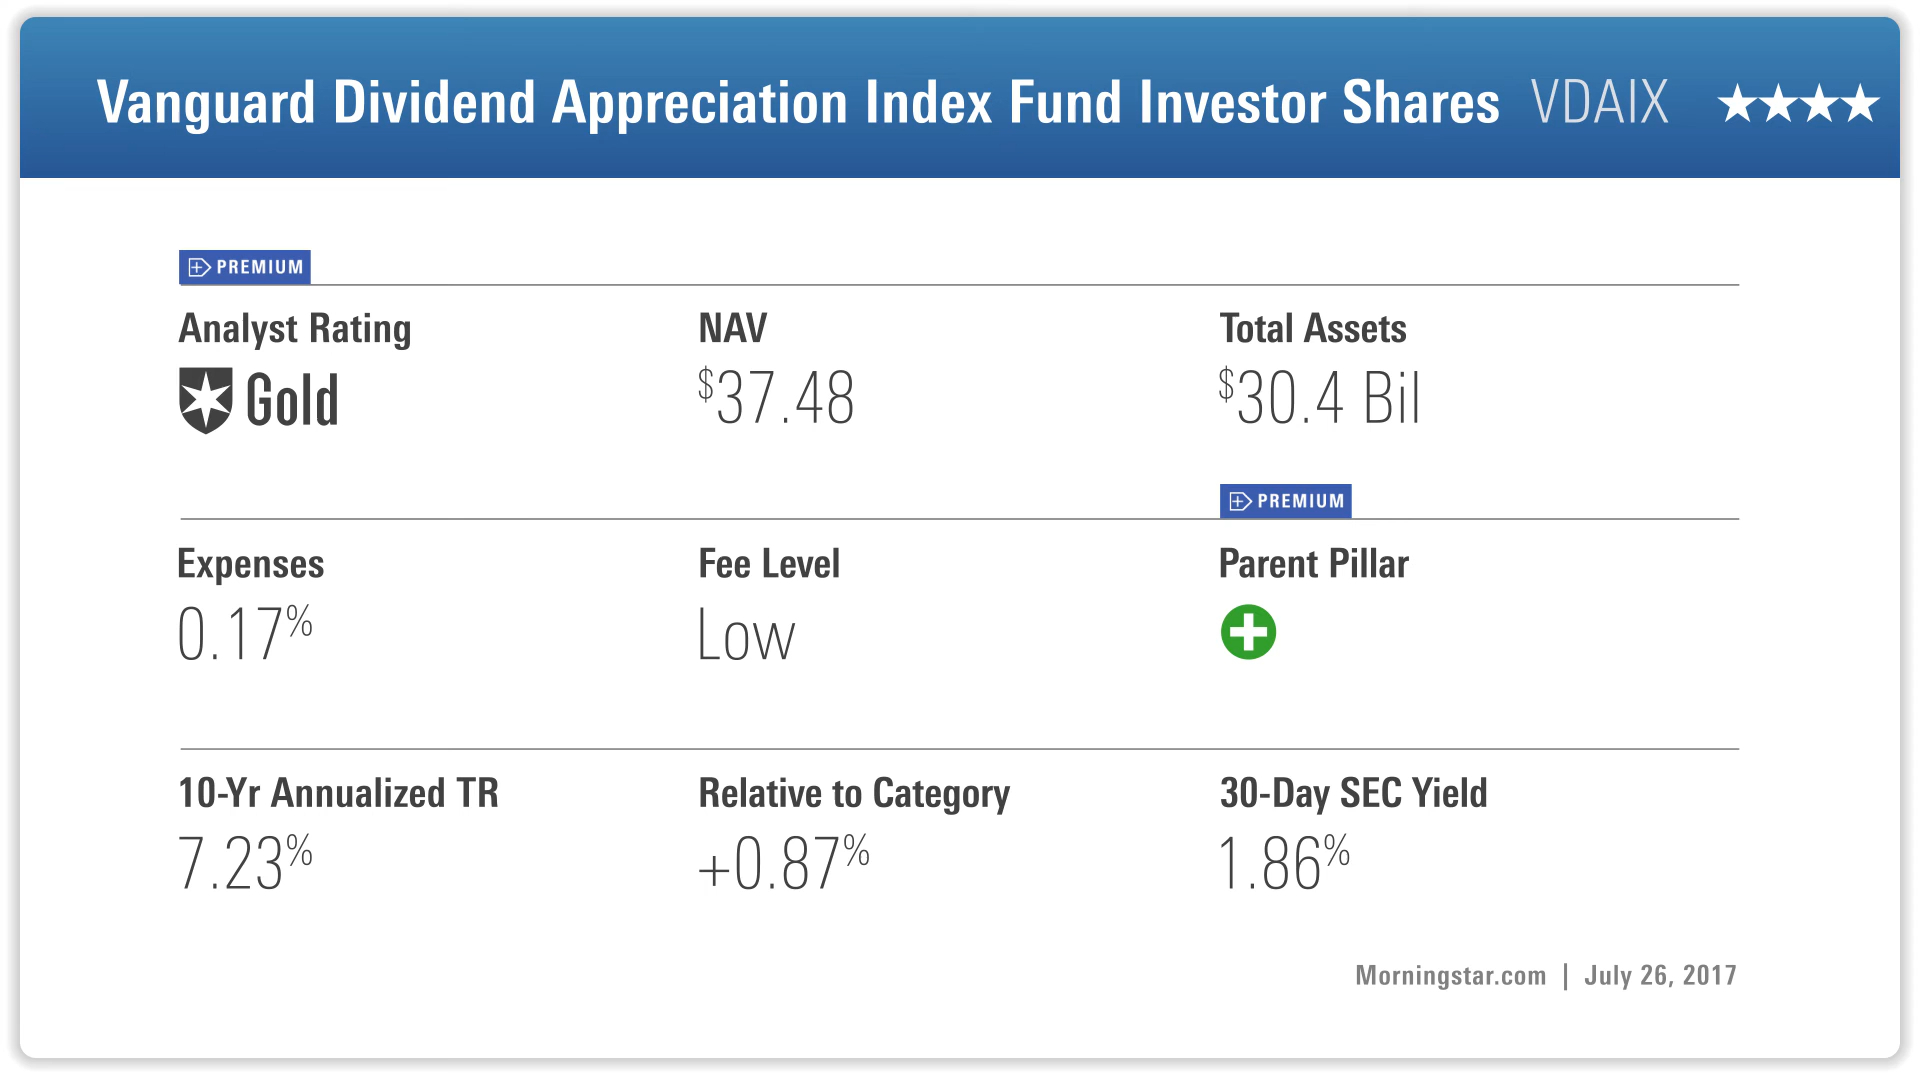 Vanguard Dividend Appreciation Index Fund Investor Shares VDAIX ★★★★
PREMIUM
Analyst Rating NAV Total Assets
Gold $37.48 $30.4 Bil
PREMIUM
Expenses Fee Level Parent Pillar
0.17% Low
10-Yr Annualized TR Relative to Category 30-Day SEC Yield
7.23% +0.87% 1.86%
Morningstar.com | July 26, 2017